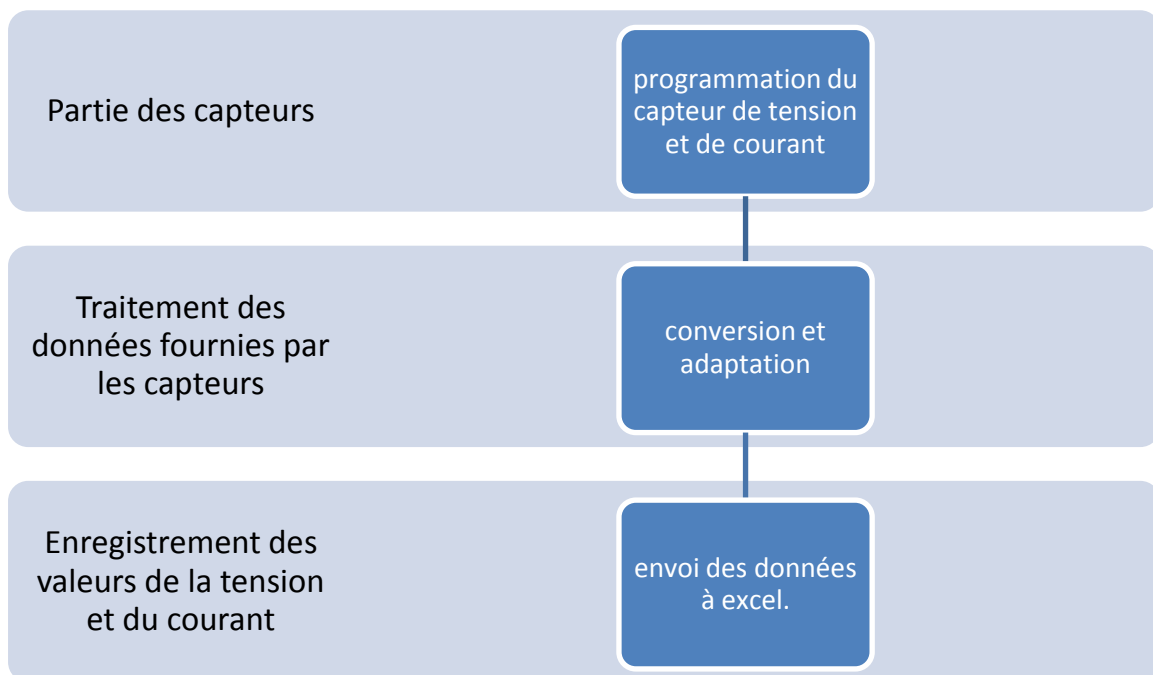 Partie des capteurs
programmation du
capteur de tension
et de courant
Traitement des
données fournies par
les capteurs
conversion et
adaptation
Enregistrement des
valeurs de la tension
et du courant
envoi des données
à excel.